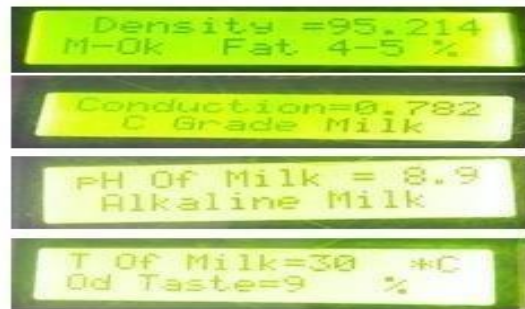 Density =95.214
M-Ok Fat 4-5 %
Conduction=0.782
C Grade Milk
pH Of Milk = 8.9
Alkaline Milk
T Of Milk=30 *C
Od Taste=9 %